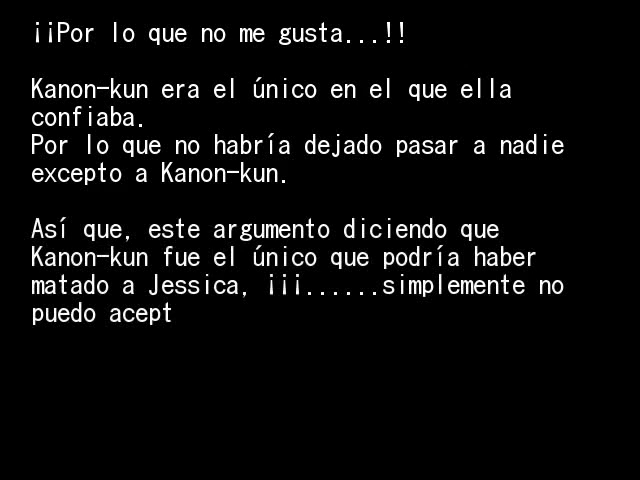 ¡¡Por lo que no me gusta...!!
Kanon-kun era el único en el que ella
confiaba.
Por lo que no habría dejado pasar a nadie
excepto a Kanon-kun.
Así que, este argumento diciendo que
Kanon-kun fue el único que podría haber
matado a Jessica, ¡¡¡......simplemente no
puedo acept